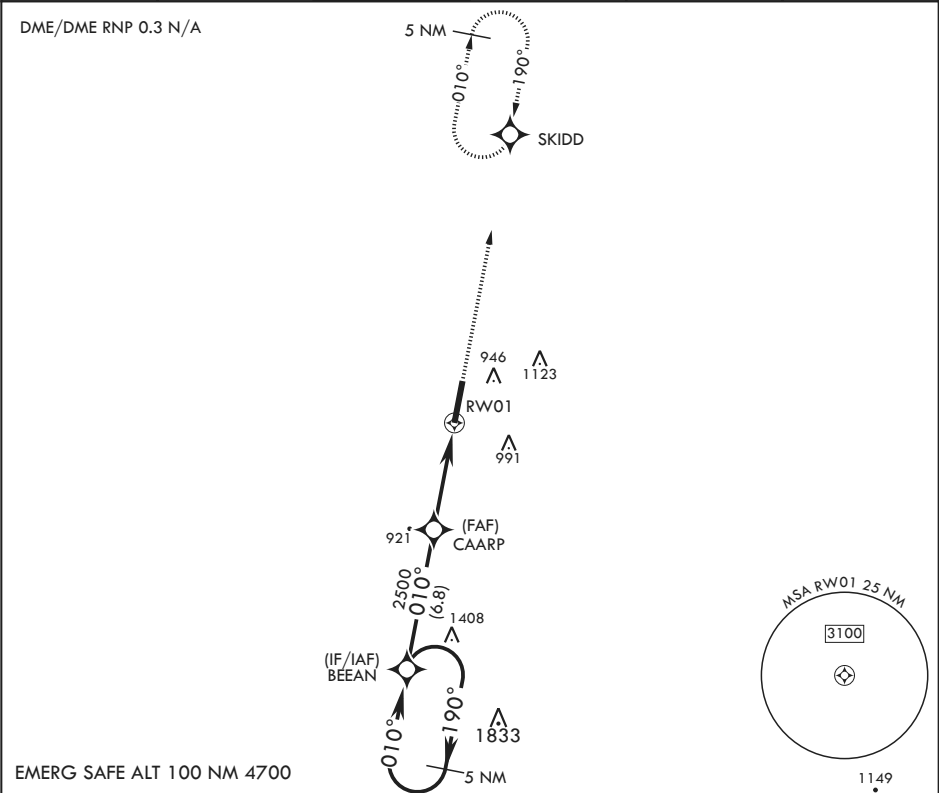 DME/DME RNP 0.3 N/A
5 NM
010°
190°
SKIDD
946
1123
RW01
991
(FAF)
CAARP
921
2500
010°
(6.8)
1408
(IF/IAF)
BEEAN
010°
190°
1833
5 NM
MSA RW01 25 NM
3100
EMERG SAFE ALT 100 NM 4700
1149